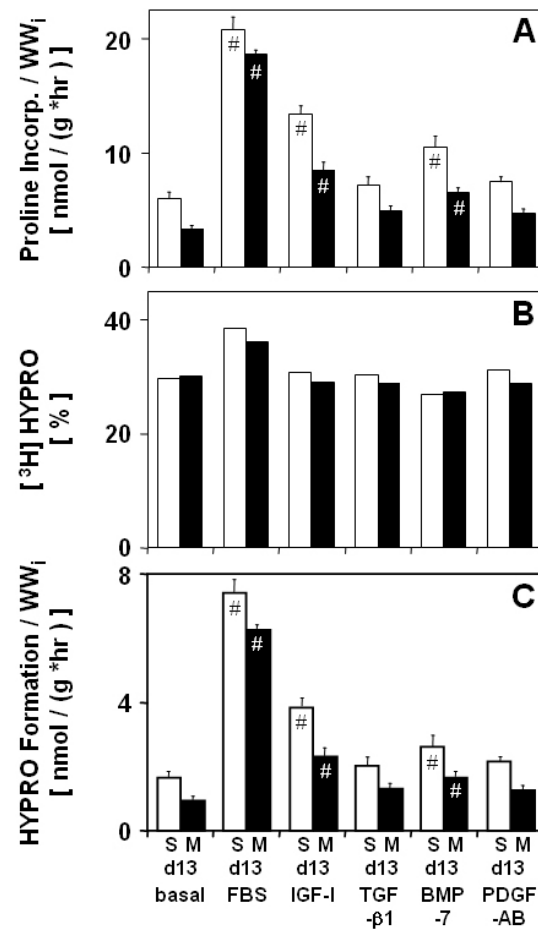 A
Proline Incorp. / WWi
[ nmol / (g *hr) ]
20
10
0
# # # # # #
B
[ ³H] HYPRO
[ % ]
40
20
0
C
HYPRO Formation / WWi
[ nmol / (g *hr) ]
8
4
0
# # # # # #
S M S M S M S M S M S M
d13 d13 d13 d13 d13 d13
basal FBS IGF-I TGF BMP PDGF
-β1 -7 -AB